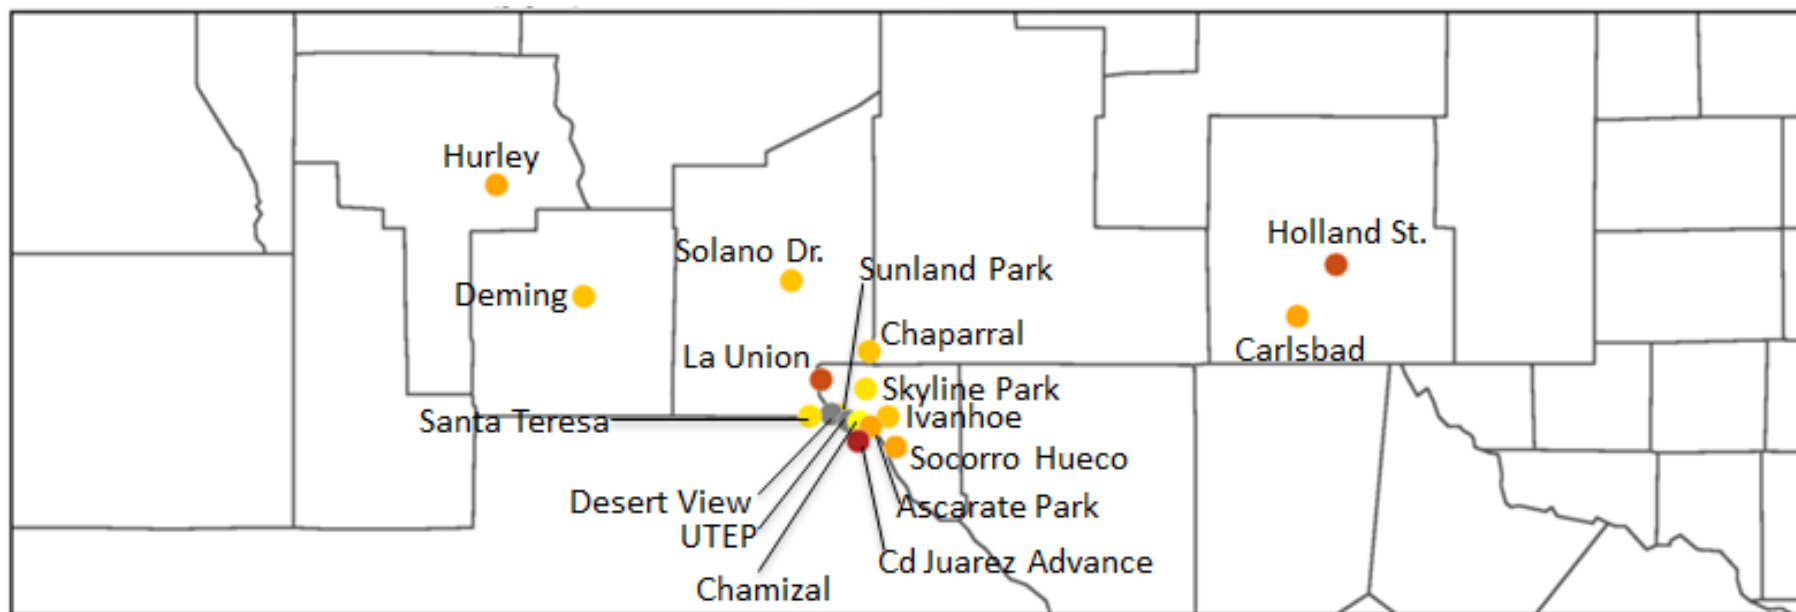 Hurley
Holland St.
Solano Dr.
Sunland Park
Deming
Chaparral
Carlsbad
La Union
Skyline Park
Ivanhoe
Santa Teresa
Socorro Hueco
Desert View
Ascarate Park
UTEP
Cd Juarez Advance
Chamizal